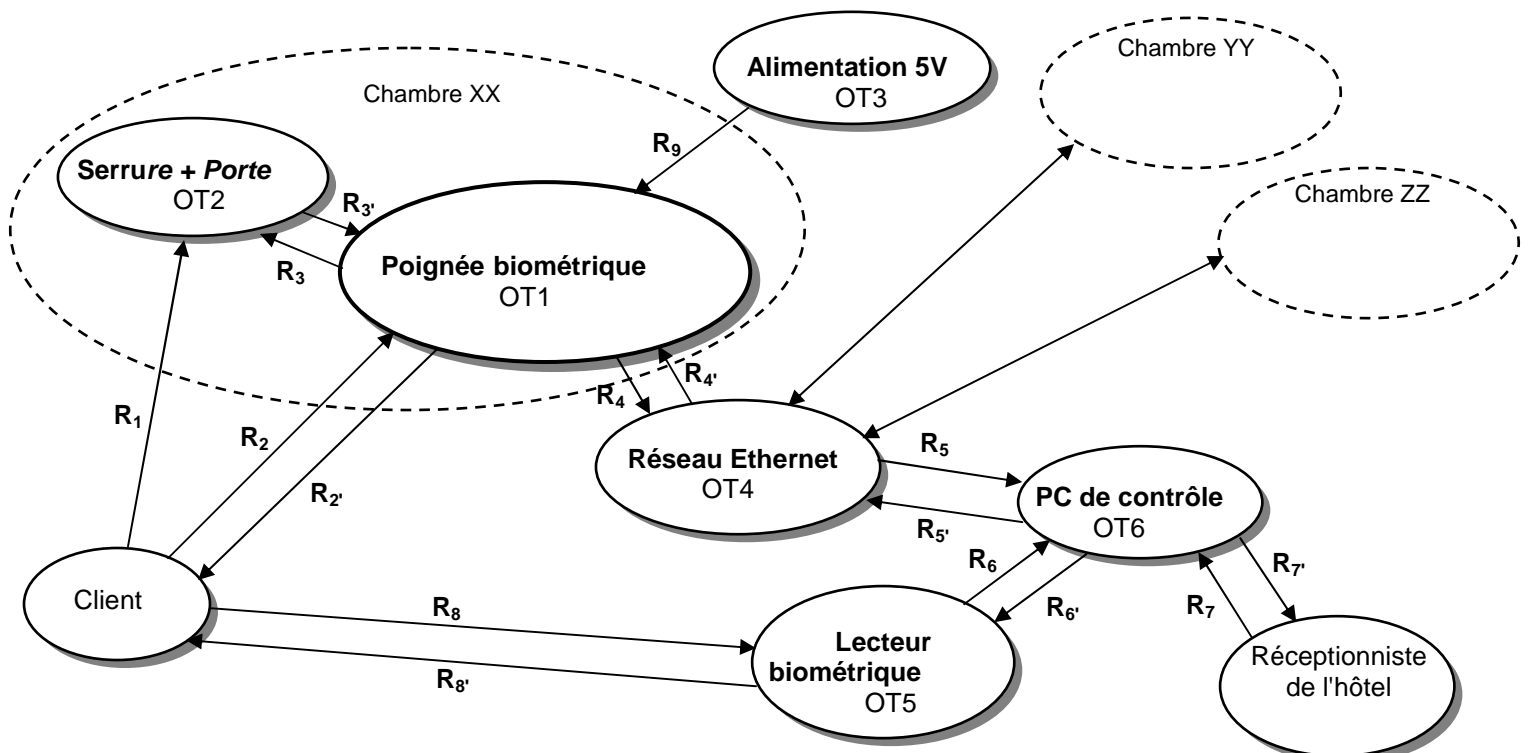 Chambre XX
Alimentation 5V
OT3
Chambre YY
Chambre ZZ
Serrure + Porte
OT2
R9
R3'
R3
Poignée biométrique
OT1
R1
R2
R2'
R4
R4'
Réseau Ethernet
OT4
R5
R5'
PC de contrôle
OT6
R6
R6'
R7
R7'
Client
R8
R8'
Lecteur
biométrique
OT5
Réceptionniste
de l'hôtel